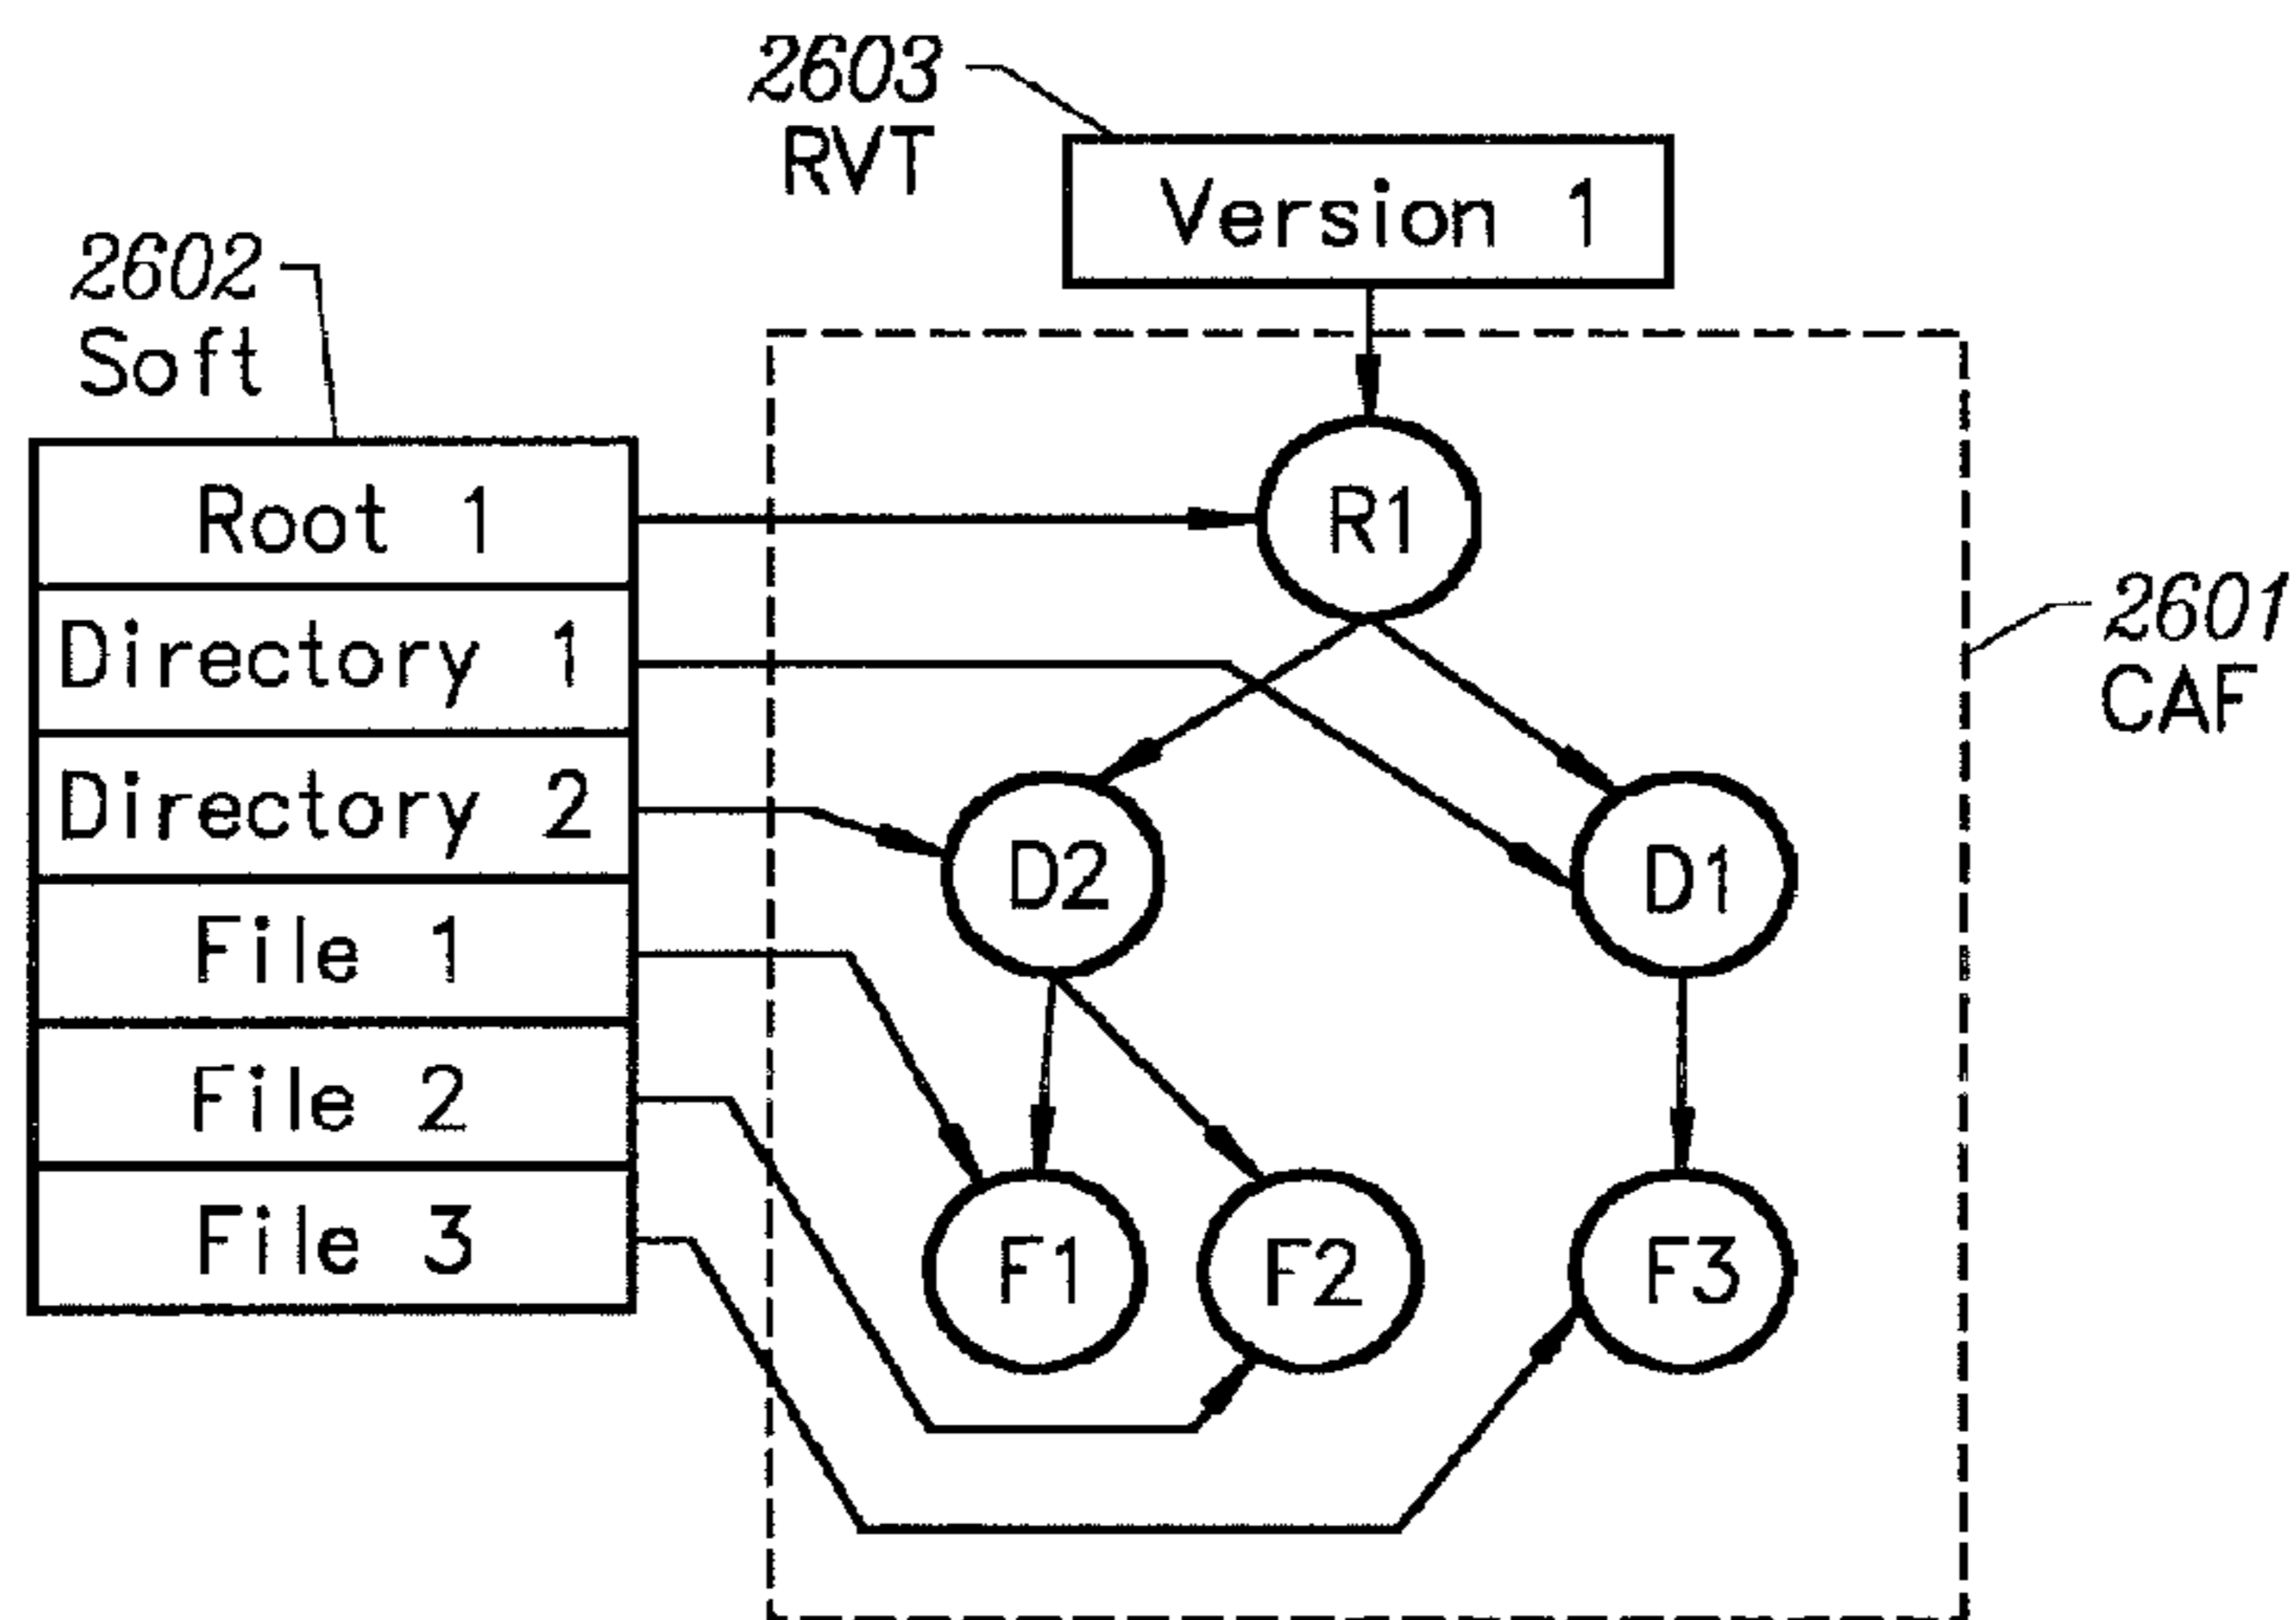 2603
RVT
Version 1
2602
Soft
Root 1
Directory 1
Directory 2
File 1
File 2
File 3
R1
2601
CAF
D2
D1
F1
F2
F3